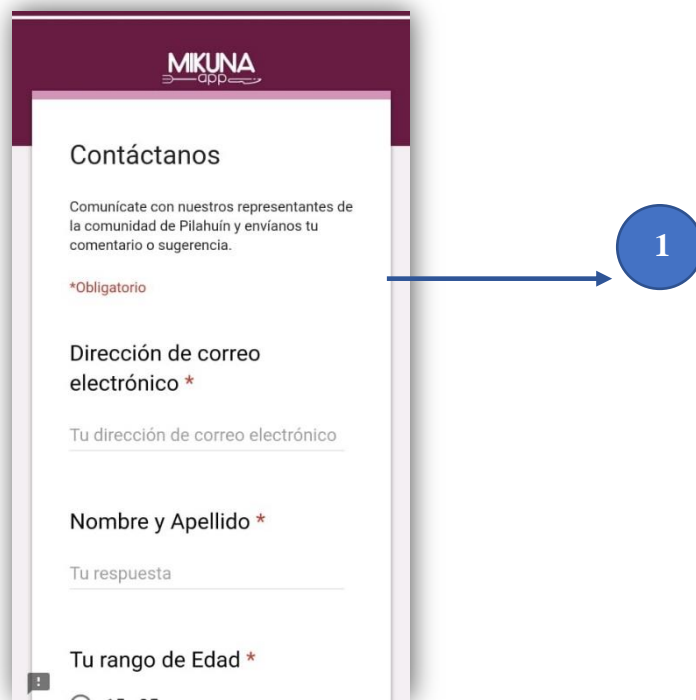 MIKUNA
app
Contáctanos
Comunícate con nuestros representantes de
la comunidad de Pilahuín y envíanos tu
comentario o sugerencia.
*Obligatorio
Dirección de correo
electrónico *
Tu dirección de correo electrónico
Nombre y Apellido *
Tu respuesta
Tu rango de Edad *
1